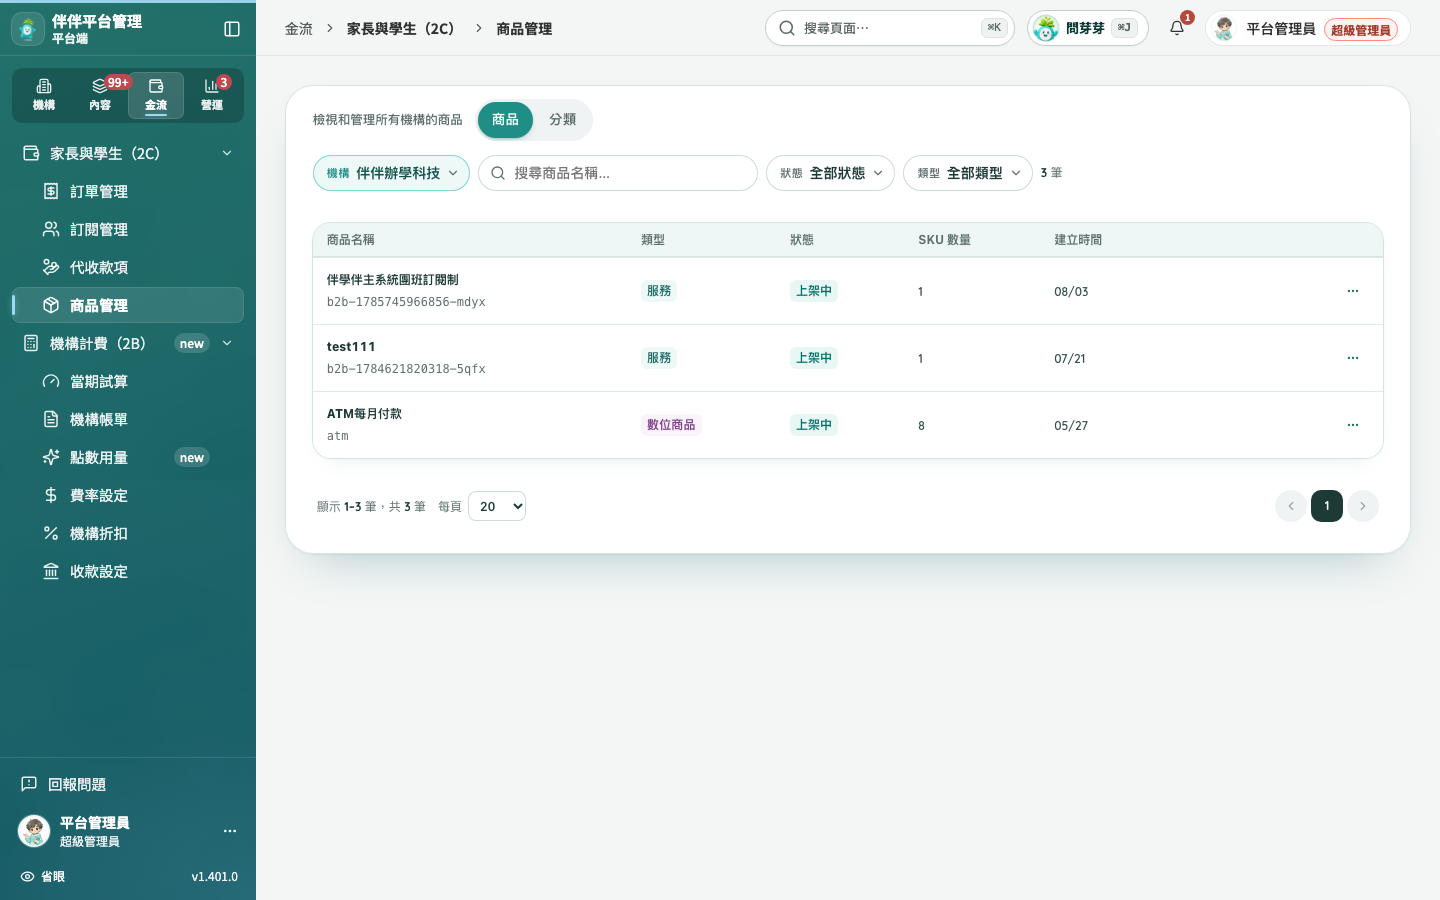 伴伴平台管理
平台端
機構
內容
99+
金流
營運
3
家長與學生（2C）
訂單管理
訂閱管理
代收款項
商品管理
機構計費（2B）
new
當期試算
機構帳單
點數用量
new
費率設定
機構折扣
收款設定
回報問題
平台管理員
超級管理員
省眼
v1.401.0
金流
家長與學生（2C）
商品管理
搜尋頁面…
⌘K
問芽芽
⌘J
1
平台管理員
超級管理員
檢視和管理所有機構的商品
商品
分類
機構 伴伴辦學科技
搜尋商品名稱...
狀態 全部狀態
類型 全部類型
3 筆
商品名稱 類型 狀態 SKU 數量 建立時間
伴學伴主系統團班訂閱制
b2b-1785745966856-mdyx
服務 上架中 1 08/03
test111
b2b-1784621820318-5qfx
服務 上架中 1 07/21
ATM每月付款
atm
數位商品 上架中 8 05/27
顯示 1-3 筆，共 3 筆 每頁 20
1